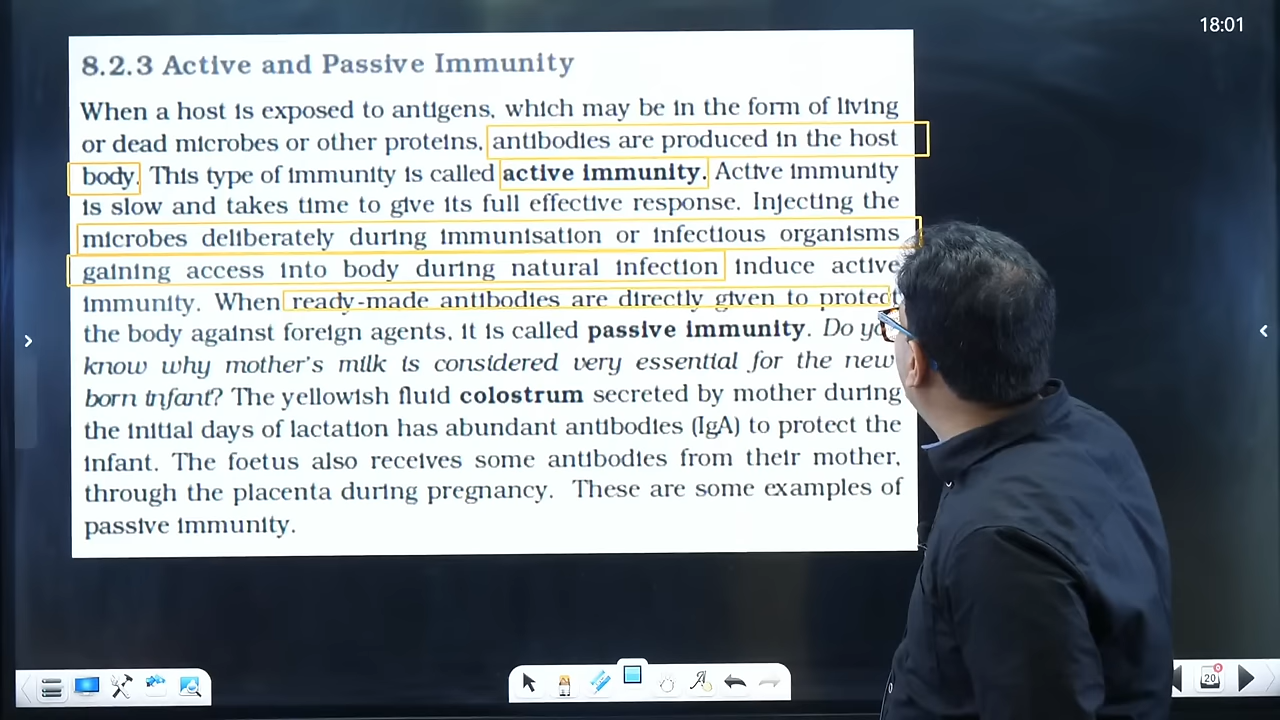 18:01
8.2.3 Active and Passive Immunity
When a host is exposed to antigens, which may be in the form of living
or dead microbes or other proteins, antibodies are produced in the host
body. This type of immunity is called active immunity. Active immunity
is slow and takes time to give its full effective response. Injecting the
microbes deliberately during immunisation or infectious organisms
gaining access into body during natural infection induce active
immunity. When ready-made antibodies are directly given to protect
the body against foreign agents, it is called passive immunity. Do
know why mother's milk is considered very essential for the new
born infant? The yellowish fluid colostrum secreted by mother during
the initial days of lactation has abundant antibodies (IgA) to protect the
infant. The foetus also receives some antibodies from their mother,
through the placenta during pregnancy. These are some examples of
passive immunity.
20